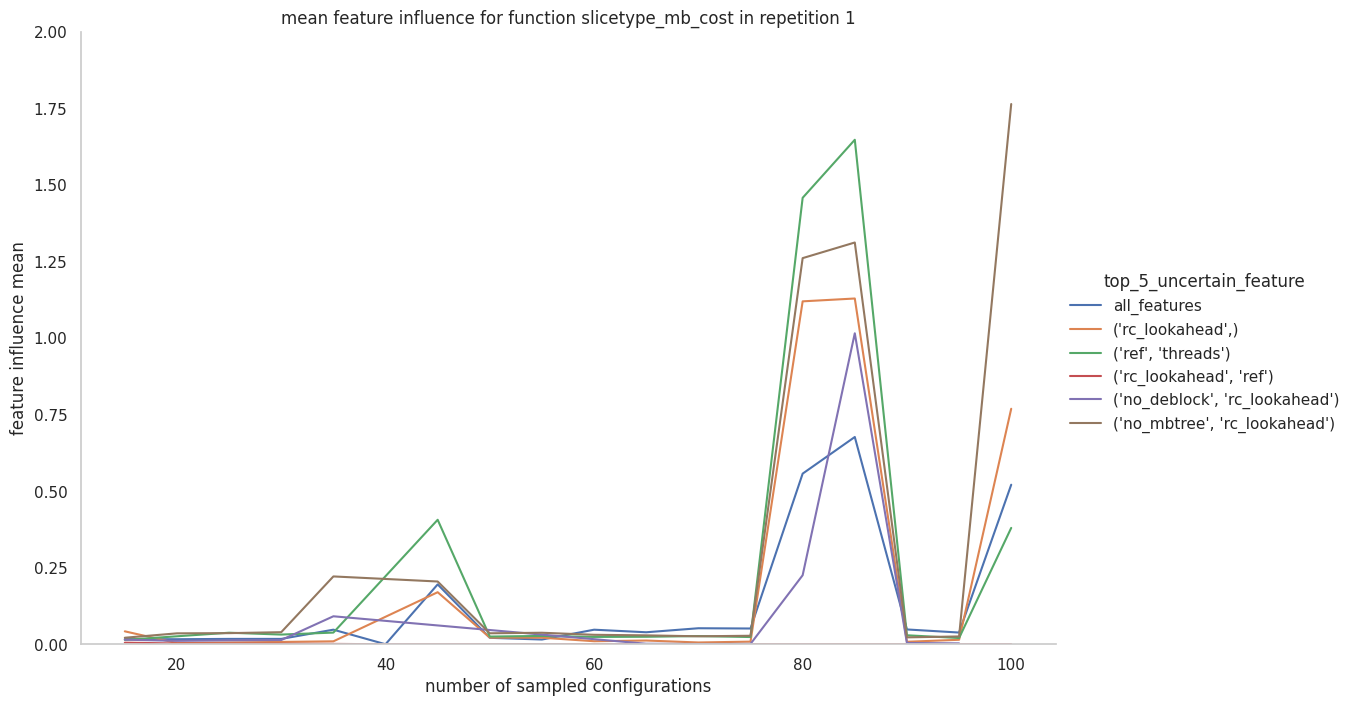 mean feature influence for function slicetype_mb_cost in repetition 1
2.00
1.75
1.50
1.25
1.00
0.75
0.50
0.25
0.00
feature influence mean
20
40
60
80
100
number of sampled configurations
top_5_uncertain_feature
all_features
('rc_lookahead',)
('ref', 'threads')
('rc_lookahead', 'ref')
('no_deblock', 'rc_lookahead')
('no_mbtree', 'rc_lookahead')